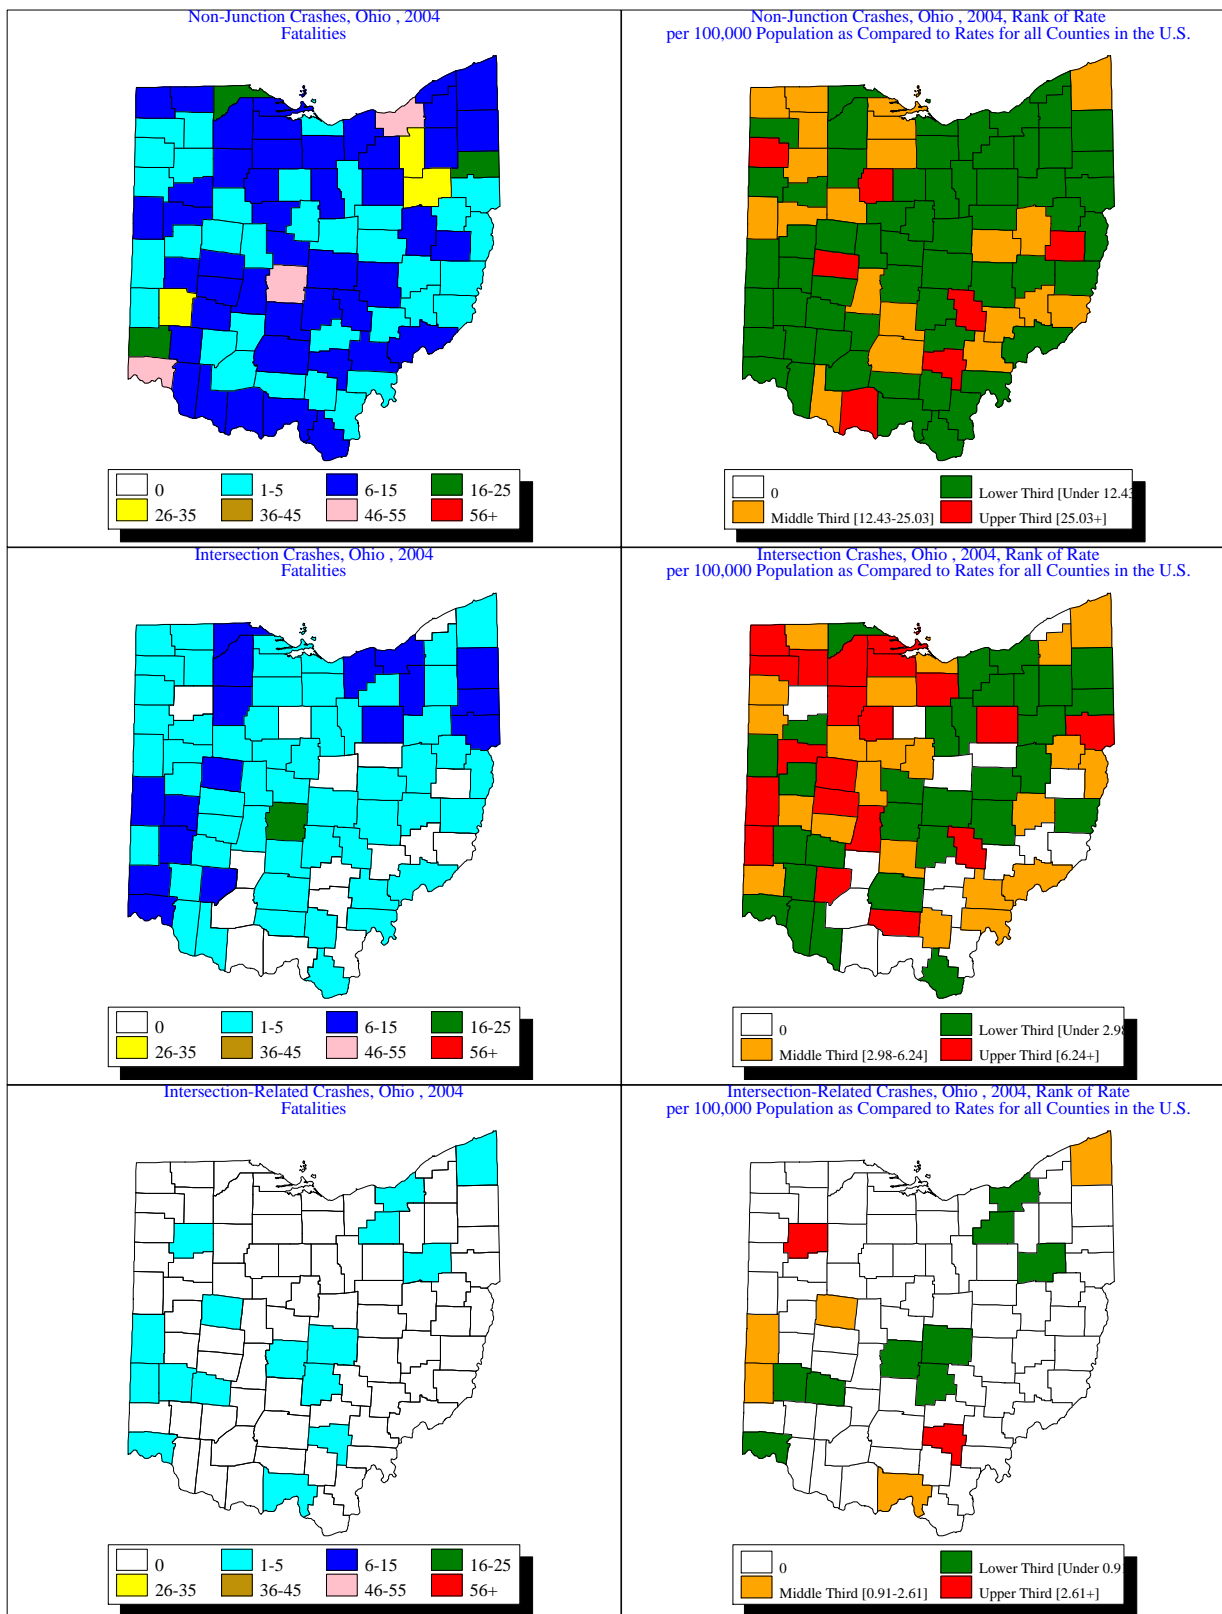 Non-Junction Crashes, Ohio , 2004
Fatalities
0
1-5
6-15
16-25
26-35
36-45
46-55
56+
Non-Junction Crashes, Ohio , 2004, Rank of Rate
per 100,000 Population as Compared to Rates for all Counties in the U.S.
0
Lower Third [Under 12.43
Middle Third [12.43-25.03]
Upper Third [25.03+]
Intersection Crashes, Ohio , 2004
Fatalities
0
1-5
6-15
16-25
26-35
36-45
46-55
56+
Intersection Crashes, Ohio , 2004, Rank of Rate
per 100,000 Population as Compared to Rates for all Counties in the U.S.
0
Lower Third [Under 2.98
Middle Third [2.98-6.24]
Upper Third [6.24+]
Intersection-Related Crashes, Ohio , 2004
Fatalities
0
1-5
6-15
16-25
26-35
36-45
46-55
56+
Intersection-Related Crashes, Ohio , 2004, Rank of Rate
per 100,000 Population as Compared to Rates for all Counties in the U.S.
0
Lower Third [Under 0.91
Middle Third [0.91-2.61]
Upper Third [2.61+]